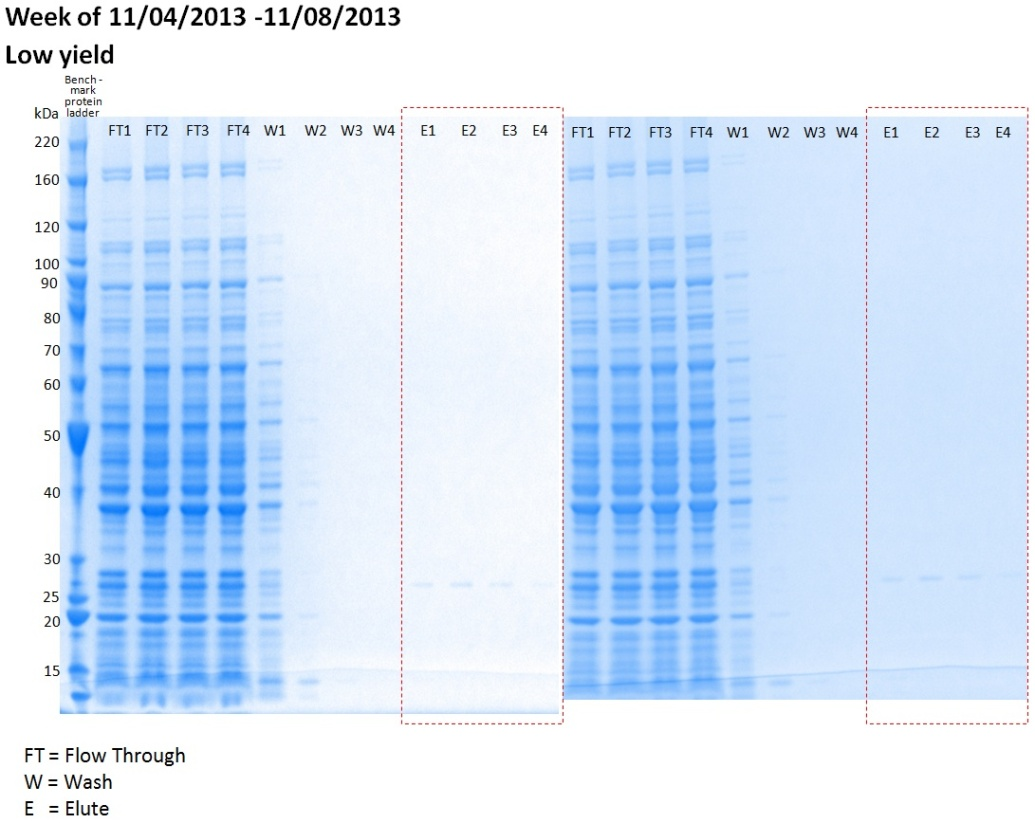 Week of 11/04/2013 -11/08/2013
Low yield
Bench-
mark
protein
ladder
kDa
FT1 FT2 FT3 FT4 W1 W2 W3 W4 E1 E2 E3 E4 FT1 FT2 FT3 FT4 W1 W2 W3 W4 E1 E2 E3 E4
220
160
120
100
90
80
70
60
50
40
30
25
20
15
FT = Flow Through
W = Wash
E = Elute